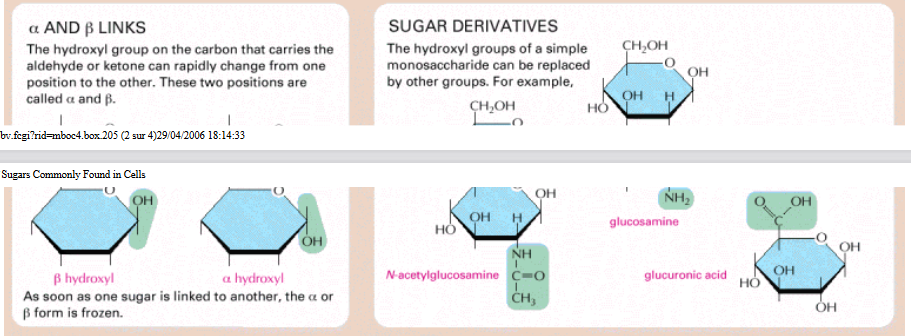 α AND β LINKS
The hydroxyl group on the carbon that carries the
aldehyde or ketone can rapidly change from one
position to the other. These two positions are
called α and β.
SUGAR DERIVATIVES
The hydroxyl groups of a simple
monosaccharide can be replaced
by other groups. For example,
CH₂OH
O
CH₂OH
O
OH
OH
H
HO
bv.fcgi?rid=mboc4.box.205 (2 sur 4)29/04/2006 18:14:33
Sugars Commonly Found in Cells
O
OH
β hydroxyl
O
OH
α hydroxyl
As soon as one sugar is linked to another, the α or
β form is frozen.
OH
OH
H
HO
NH
C=O
CH₃
N-acetylglucosamine
NH₂
glucosamine
O
OH
C
O
OH
OH
HO
OH
glucuronic acid